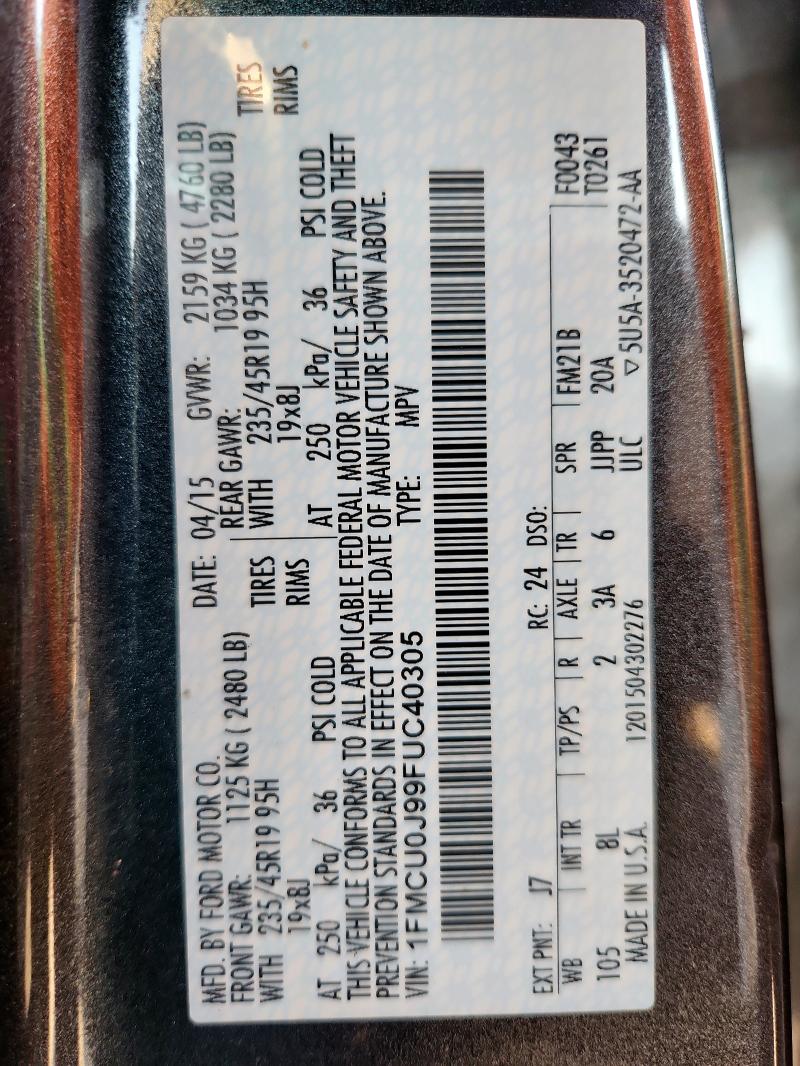 MFD. BY FORD MOTOR CO. DATE: 04/15 GVWR: 2159 KG ( 4760 LB)
FRONT GAWR: 1125 KG ( 2480 LB) REAR GAWR: 1034 KG ( 2280 LB)
WITH 235/45R19 95H TIRES WITH 235/45R19 95H TIRES
19x8J RIMS 19x8J RIMS
AT 250 kPa/ 36 PSI COLD AT 250 kPa/ 36 PSI COLD
THIS VEHICLE CONFORMS TO ALL APPLICABLE FEDERAL MOTOR VEHICLE SAFETY AND THEFT
PREVENTION STANDARDS IN EFFECT ON THE DATE OF MANUFACTURE SHOWN ABOVE.
VIN: 1FMCU0J99FUC40305 TYPE: MPV
EXT PNT: J7 RC: 24 DSO:
WB INT TR TP/PS R AXLE TR SPR FM21B F0043
105 8L 2 3A 6 JJPP 20A T0261
MADE IN U.S.A. 1201504302276 ULC ▽ 5U5A-3520472-AA